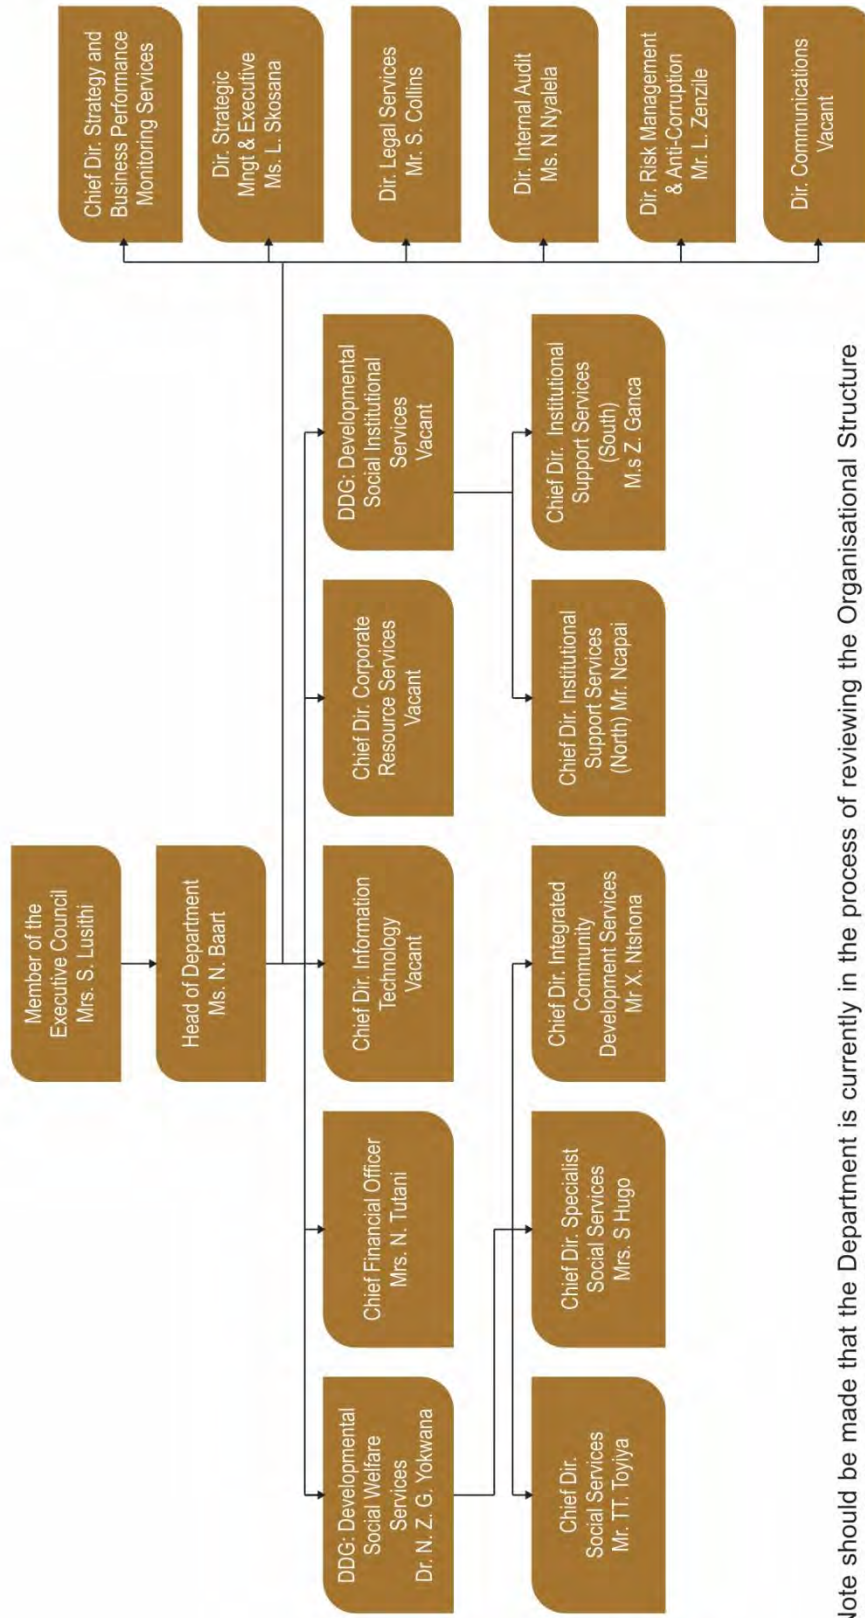 Member of the
Executive Council
Mrs. S. Lusithi
Head of Department
Ms. N. Baart
Chief Dir. Strategy and
Business Performance
Monitoring Services
Dir. Strategic
Mngt & Executive
Ms. L. Skosana
Dir. Legal Services
Mr. S. Collins
Dir. Internal Audit
Ms. N Nyalela
Dir. Risk Management
& Anti-Corruption
Mr. L. Zenzile
Dir. Communications
Vacant
DDG: Developmental
Social Welfare
Services
Dr. N. Z. G. Yokwana
Chief Financial Officer
Mrs. N. Tutani
Chief Dir. Information
Technology
Vacant
Chief Dir. Corporate
Resource Services
Vacant
DDG: Developmental
Social Institutional
Services
Vacant
Chief Dir.
Social Services
Mr. TT. Toyiya
Chief Dir. Specialist
Social Services
Mrs. S Hugo
Chief Dir. Integrated
Community
Development Services
Mr X. Ntshona
Chief Dir. Institutional
Support Services
(North) Mr. Ncapai
Chief Dir. Institutional
Support Services
(South)
M.s Z. Ganca
ote should be made that the Department is currently in the process of reviewing the Organisational Structure